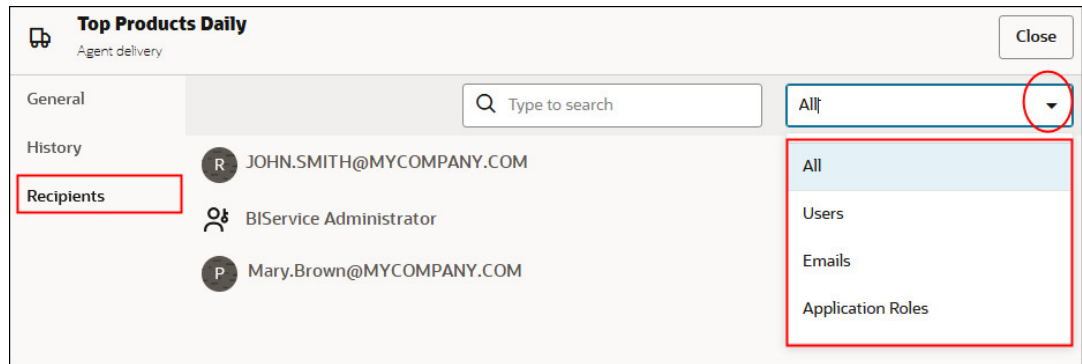 Top Products Daily
Agent delivery
Close
General
History
Recipients
Type to search
All
R JOHN.SMITH@MYCOMPANY.COM
BIService Administrator
P Mary.Brown@MYCOMPANY.COM
All
Users
Emails
Application Roles